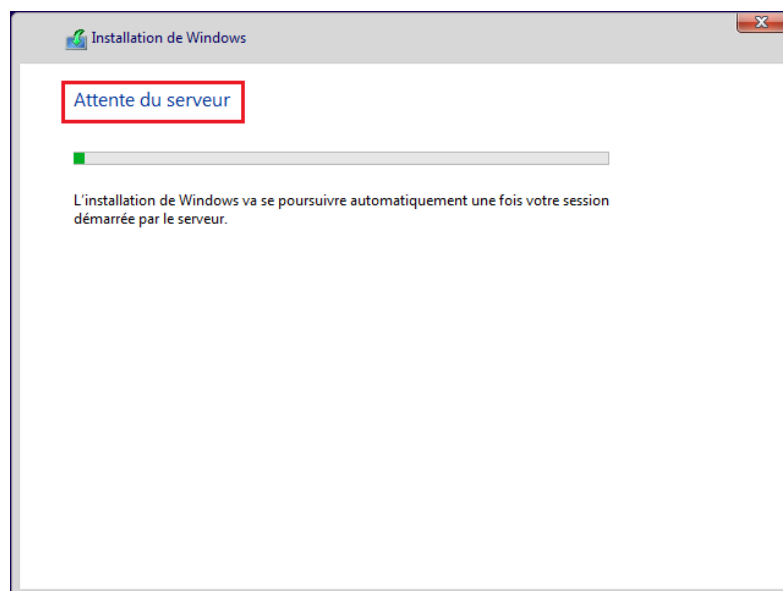 Installation de Windows
Attente du serveur
L'installation de Windows va se poursuivre automatiquement une fois votre session
démarrée par le serveur.